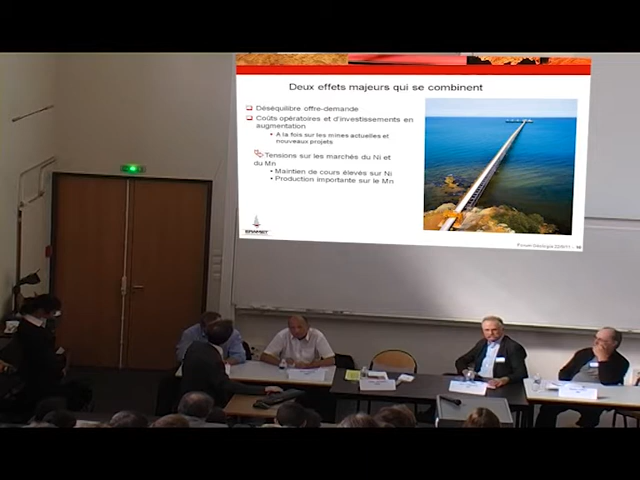 Deux effets majeurs qui se combinent
Déséquilibre offre-demande
Coûts opératoires et d'investissements en
augmentation
• A la fois sur les mines actuelles et
nouveaux projets
Tensions sur les marchés du Ni et
du Mn
• Maintien de cours élevés sur Ni
• Production importante sur le Mn
ERAMET